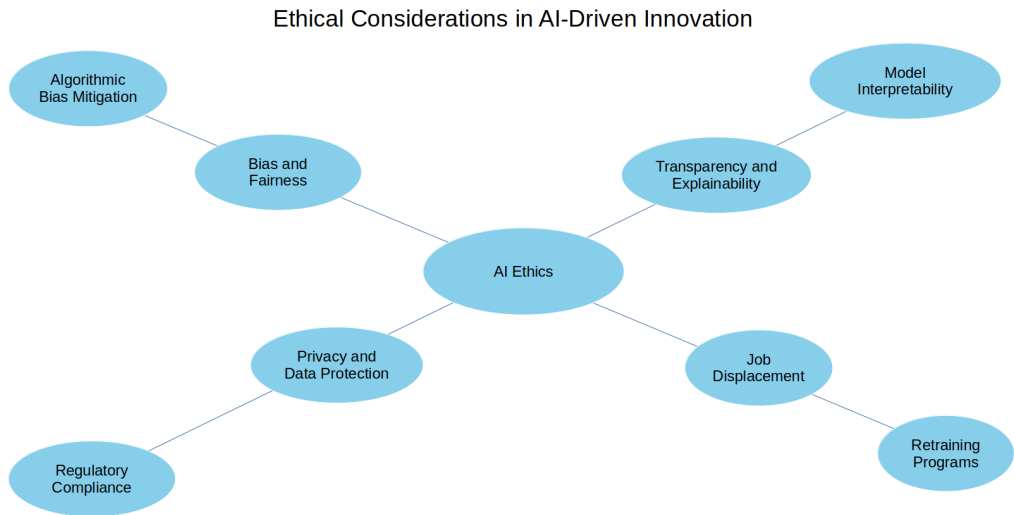 Ethical Considerations in AI-Driven Innovation
Algorithmic
Bias Mitigation
Model
Interpretability
Bias and
Fairness
Transparency and
Explainability
AI Ethics
Privacy and
Data Protection
Job
Displacement
Regulatory
Compliance
Retraining
Programs